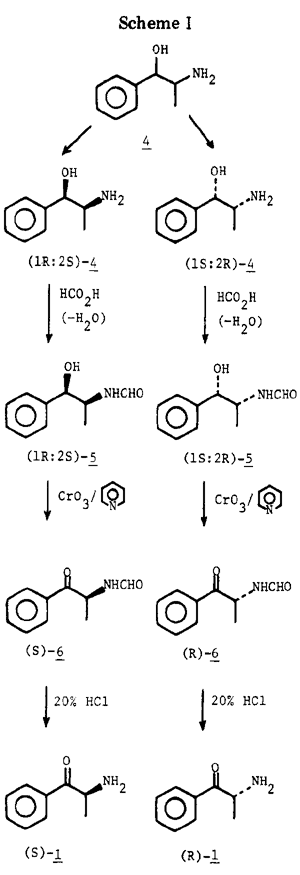 Scheme I
OH
NH2
4
OH OH
NH2 NH2
(1R:2S)-4 (1S:2R)-4
HCO2H HCO2H
(-H2O) (-H2O)
OH OH
NHCHO NHCHO
(1R:2S)-5 (1S:2R)-5
CrO3/ N CrO3/ N
O O
NHCHO NHCHO
(S)-6 (R)-6
20% HCl 20% HCl
O O
NH2 NH2
(S)-1 (R)-1